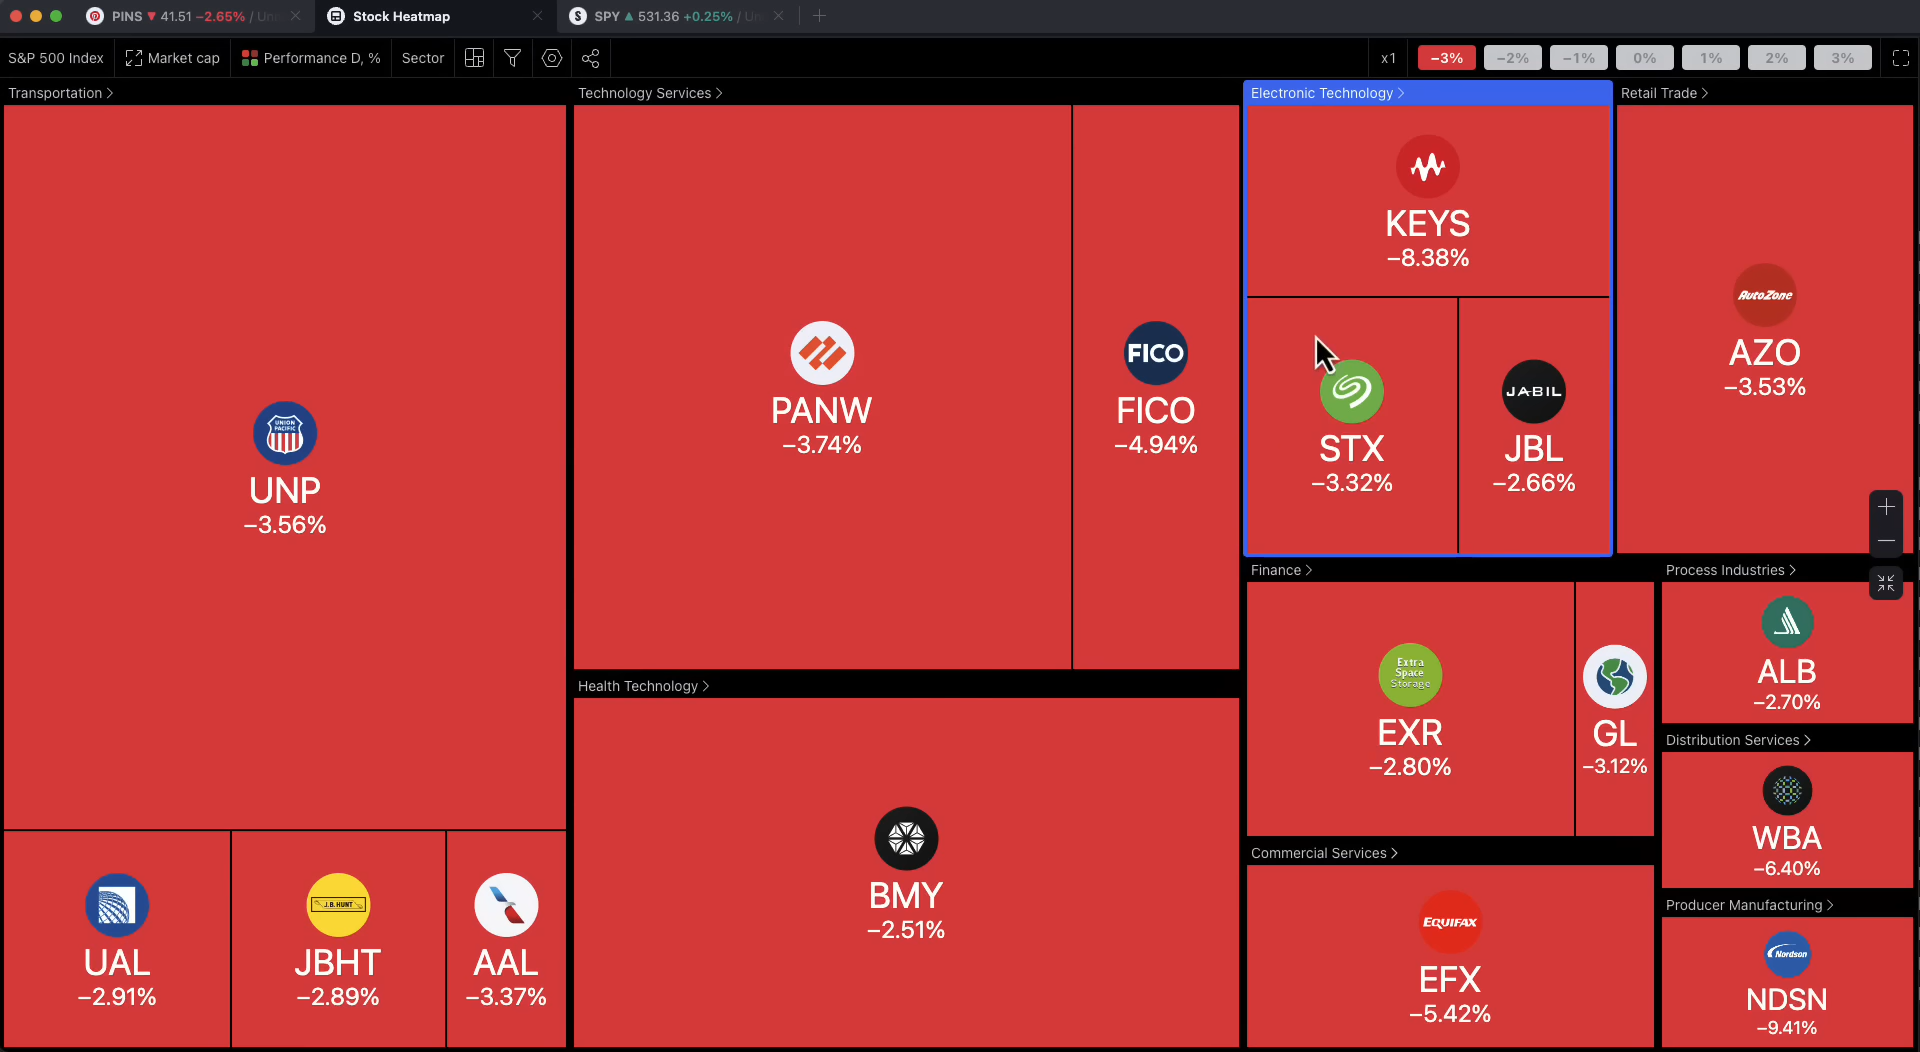 PINS ▼ 41.51 −2.65% / Un
Stock Heatmap
SPY ▲ 531.36 +0.25% / Un
S&P 500 Index
Market cap
Performance D, %
Sector
x1
−3%
−2%
−1%
0%
1%
2%
3%
Transportation
UNION PACIFIC
UNP
−3.56%
UAL
−2.91%
J.B. HUNT
JBHT
−2.89%
AAL
−3.37%
Technology Services
PANW
−3.74%
FICO
FICO
−4.94%
Health Technology
BMY
−2.51%
Electronic Technology
KEYS
−8.38%
STX
−3.32%
JABIL
JBL
−2.66%
Retail Trade
AutoZone
AZO
−3.53%
Finance
Extra
Space
Storage
EXR
−2.80%
GL
−3.12%
Commercial Services
EQUIFAX
EFX
−5.42%
Process Industries
ALB
−2.70%
Distribution Services
WBA
−6.40%
Producer Manufacturing
Nordson
NDSN
−9.41%